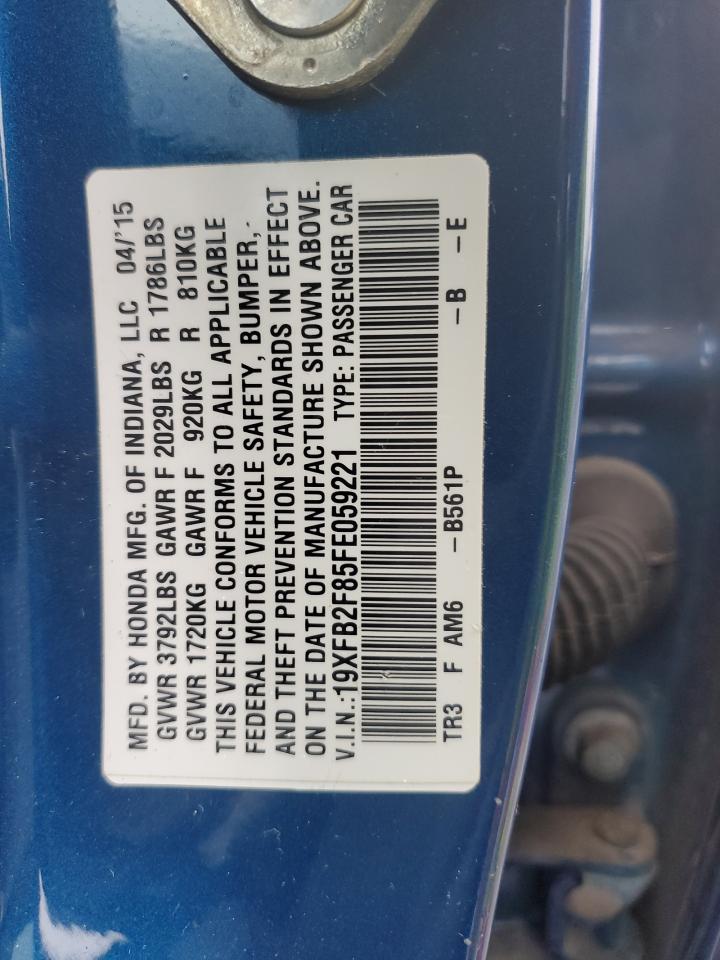 MFD. BY HONDA MFG. OF INDIANA, LLC 04/'15
GVWR 3792LBS GAWR F 2029LBS R 1786LBS
GVWR 1720KG GAWR F 920KG R 810KG
THIS VEHICLE CONFORMS TO ALL APPLICABLE
FEDERAL MOTOR VEHICLE SAFETY, BUMPER,
AND THEFT PREVENTION STANDARDS IN EFFECT
ON THE DATE OF MANUFACTURE SHOWN ABOVE.
V.I.N.:19XFB2F85FE059221 TYPE: PASSENGER CAR
TR3 F AM6 -B561P -B -E